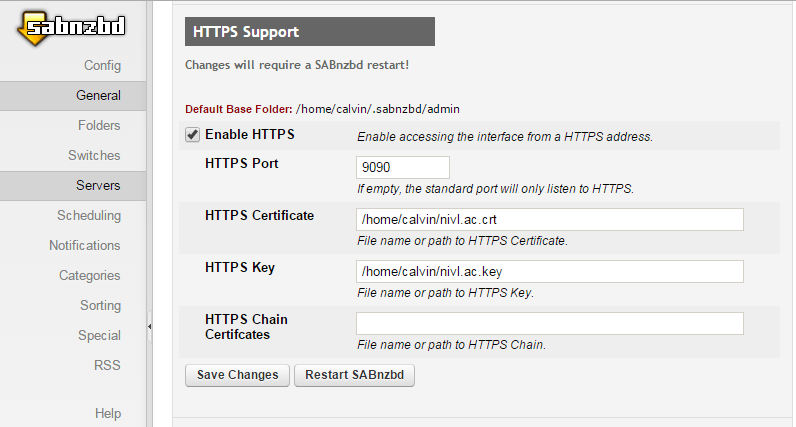 sabnzbd
Config
General
Folders
Switches
Servers
Scheduling
Notifications
Categories
Sorting
Special
RSS
Help
HTTPS Support
Changes will require a SABnzbd restart!
Default Base Folder: /home/calvin/.sabnzbd/admin
Enable HTTPS Enable accessing the interface from a HTTPS address.
HTTPS Port 9090
If empty, the standard port will only listen to HTTPS.
HTTPS Certificate /home/calvin/nivl.ac.crt
File name or path to HTTPS Certificate.
HTTPS Key /home/calvin/nivl.ac.key
File name or path to HTTPS Key.
HTTPS Chain
Certifcates
File name or path to HTTPS Chain.
Save Changes Restart SABnzbd